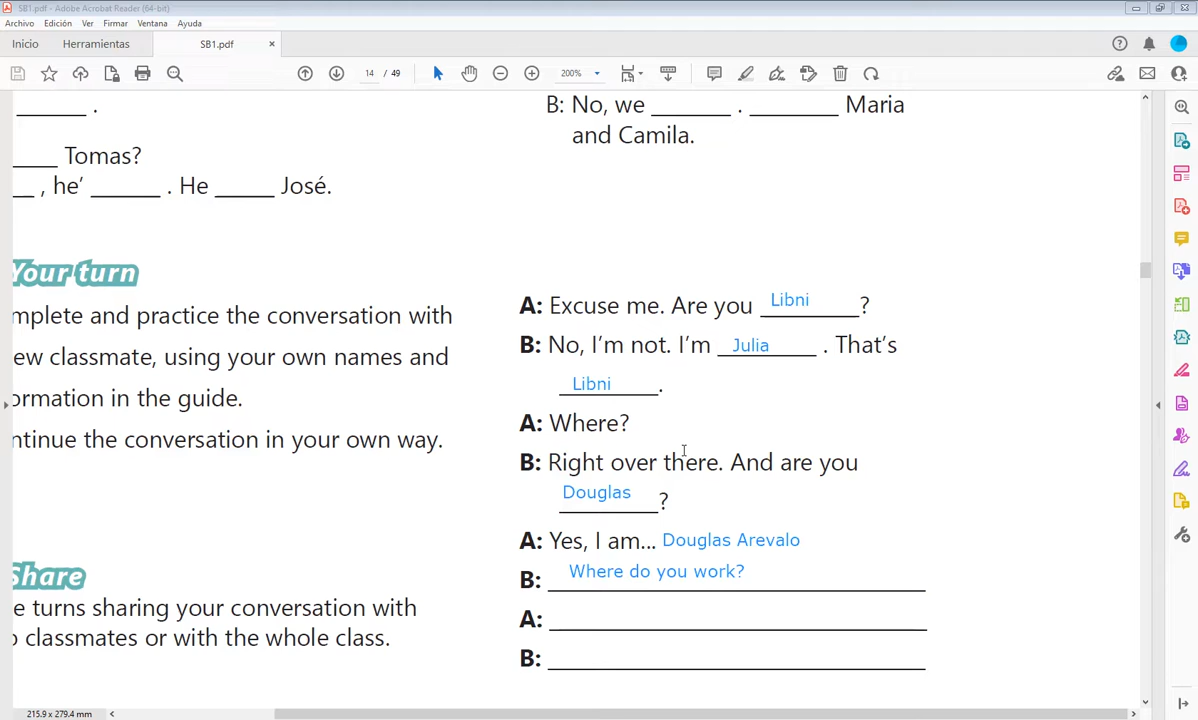 SB1.pdf - Adobe Acrobat Reader (64-bit)
Archivo Edición Ver Firmar Ventana Ayuda
Inicio Herramientas SB1.pdf ×
14 / 49 200%
_____ .
____ Tomas?
__ , he’ ______ . He _____ José.
B: No, we _______ . ________ Maria
and Camila.
Your turn
mplete and practice the conversation with
ew classmate, using your own names and
ormation in the guide.
ntinue the conversation in your own way.
Share
e turns sharing your conversation with
o classmates or with the whole class.
A: Excuse me. Are you Libni ?
B: No, I’m not. I’m Julia . That’s
Libni .
A: Where?
B: Right over there. And are you
Douglas ?
A: Yes, I am... Douglas Arevalo
B: Where do you work?
A: ______________
B: ______________
215.9 x 279.4 mm